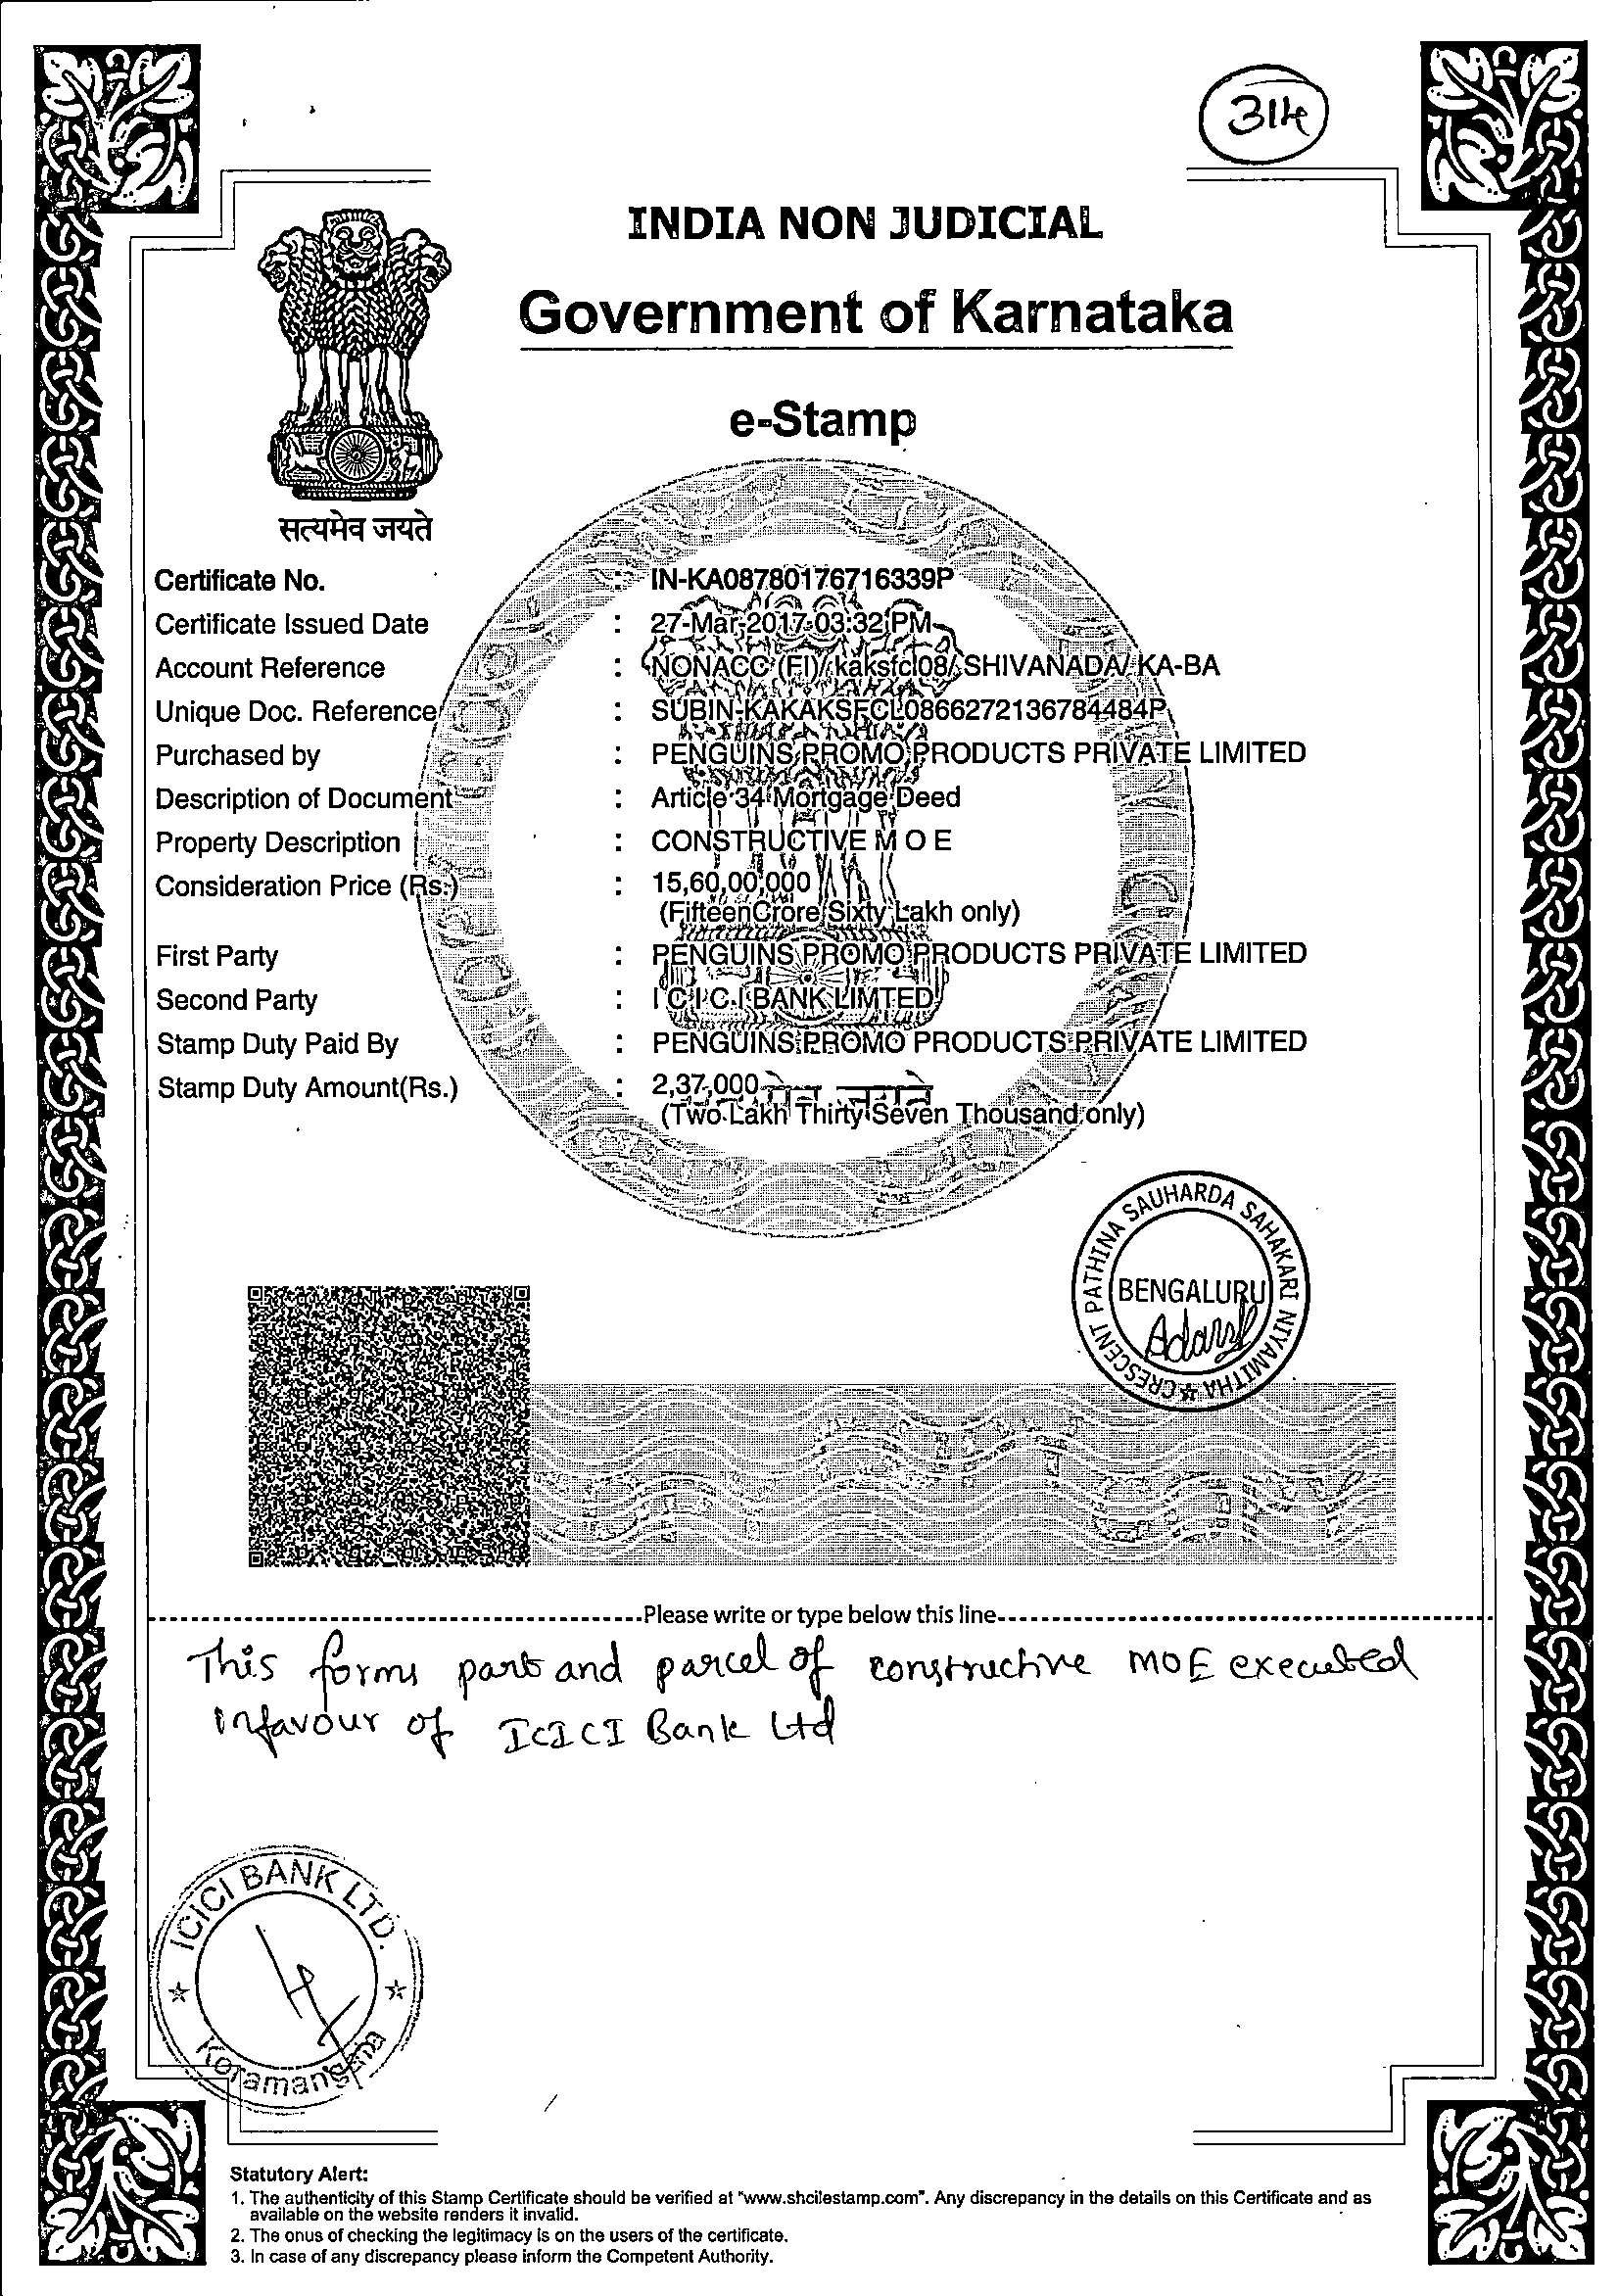 314
INDIA NON JUDICIAL
Government of Karnataka
e-Stamp
सत्यमेव जयते
Certificate No. : IN-KA08780176716339P
Certificate Issued Date : 27-Mar-2017 03:32 PM
Account Reference : NONACC (FI)/ kaksfcl08/ SHIVANADA/ KA-BA
Unique Doc. Reference : SUBIN-KAKAKSFCL0866272136784484P
Purchased by : PENGUINS PROMO PRODUCTS PRIVATE LIMITED
Description of Document : Article 34 Mortgage Deed
Property Description : CONSTRUCTIVE M O E
Consideration Price (Rs.) : 15,60,00,000
(Fifteen Crore Sixty Lakh only)
First Party : PENGUINS PROMO PRODUCTS PRIVATE LIMITED
Second Party : I C I C I BANK LIMTED
Stamp Duty Paid By : PENGUINS PROMO PRODUCTS PRIVATE LIMITED
Stamp Duty Amount(Rs.) : 2,37,000
(Two Lakh Thirty Seven Thousand only)
CRESCENT PATHINA SAUHARDA SAHAKARI NIYAMITHA
BENGALURU
Adarsh
Please write or type below this line
This forms part and parcel of constructive MOE executed
infavour of ICICI Bank Ltd
ICICI BANK LTD.
Koramangala
Statutory Alert:
1. The authenticity of this Stamp Certificate should be verified at "www.shcilestamp.com". Any discrepancy in the details on this Certificate and as
available on the website renders it invalid.
2. The onus of checking the legitimacy is on the users of the certificate.
3. In case of any discrepancy please inform the Competent Authority.